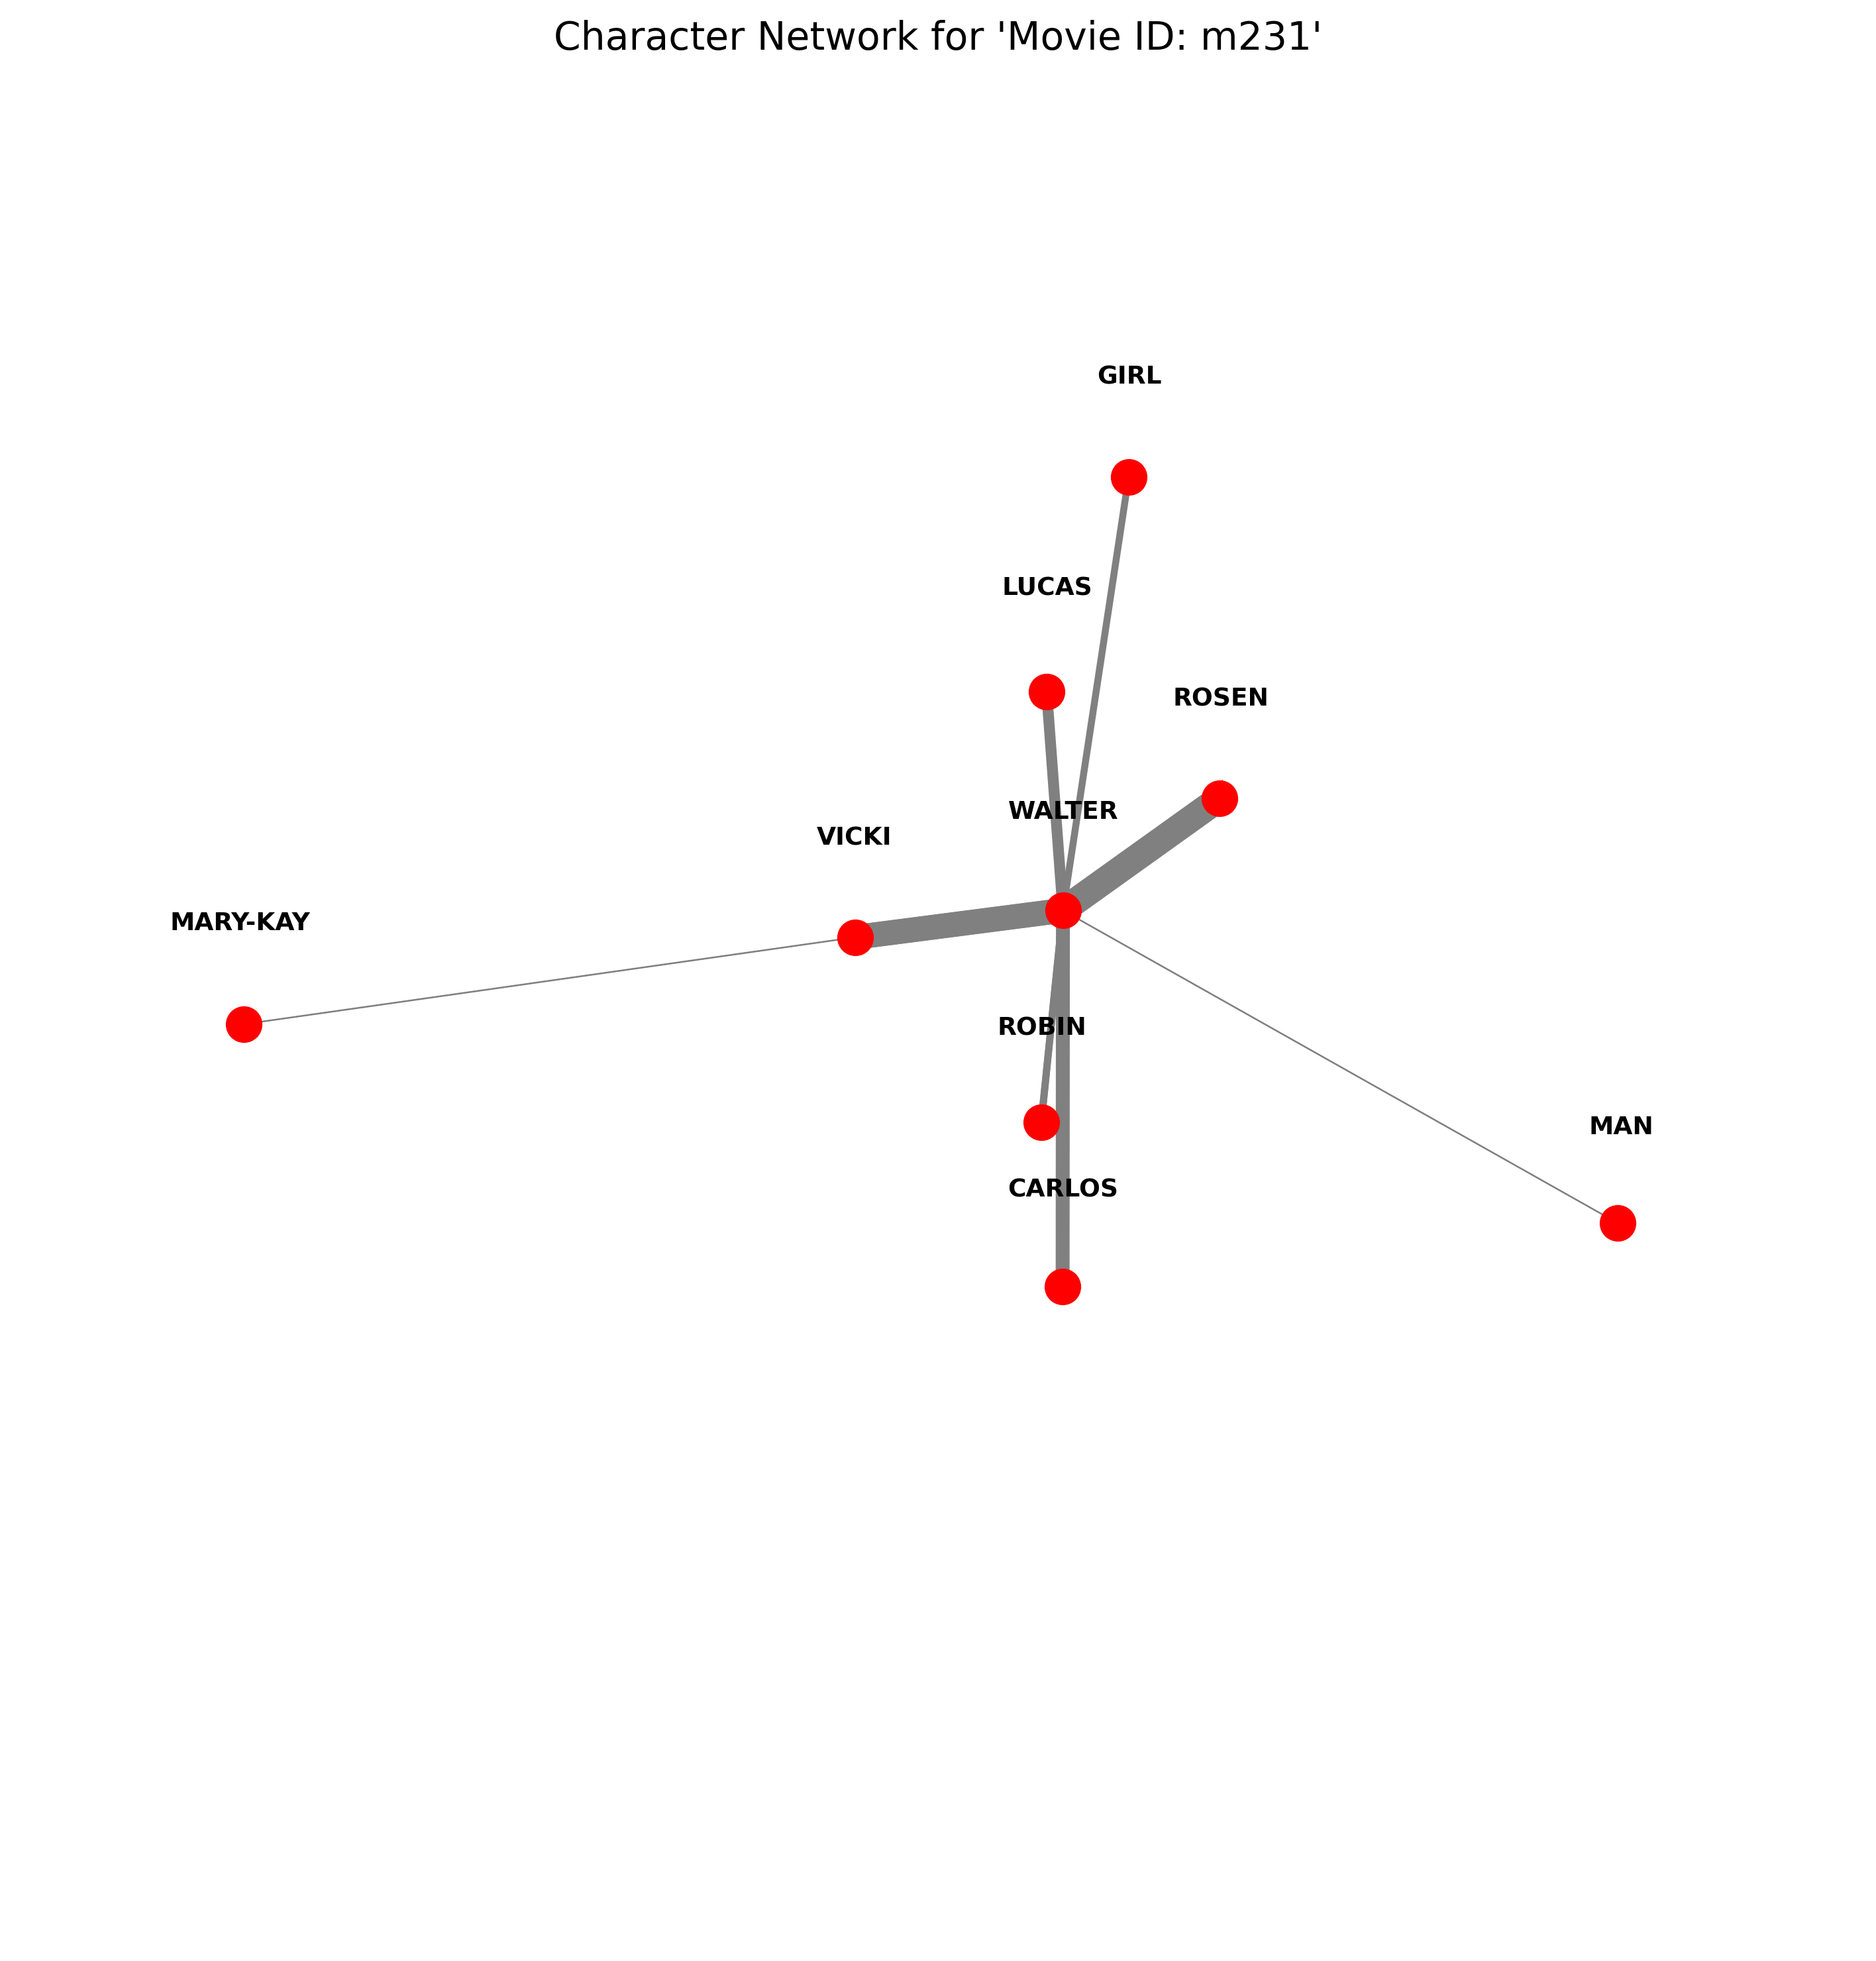 Character Network for 'Movie ID: m231'
GIRL
LUCAS
ROSEN
WALTER
VICKI
MARY-KAY
ROBIN
MAN
CARLOS